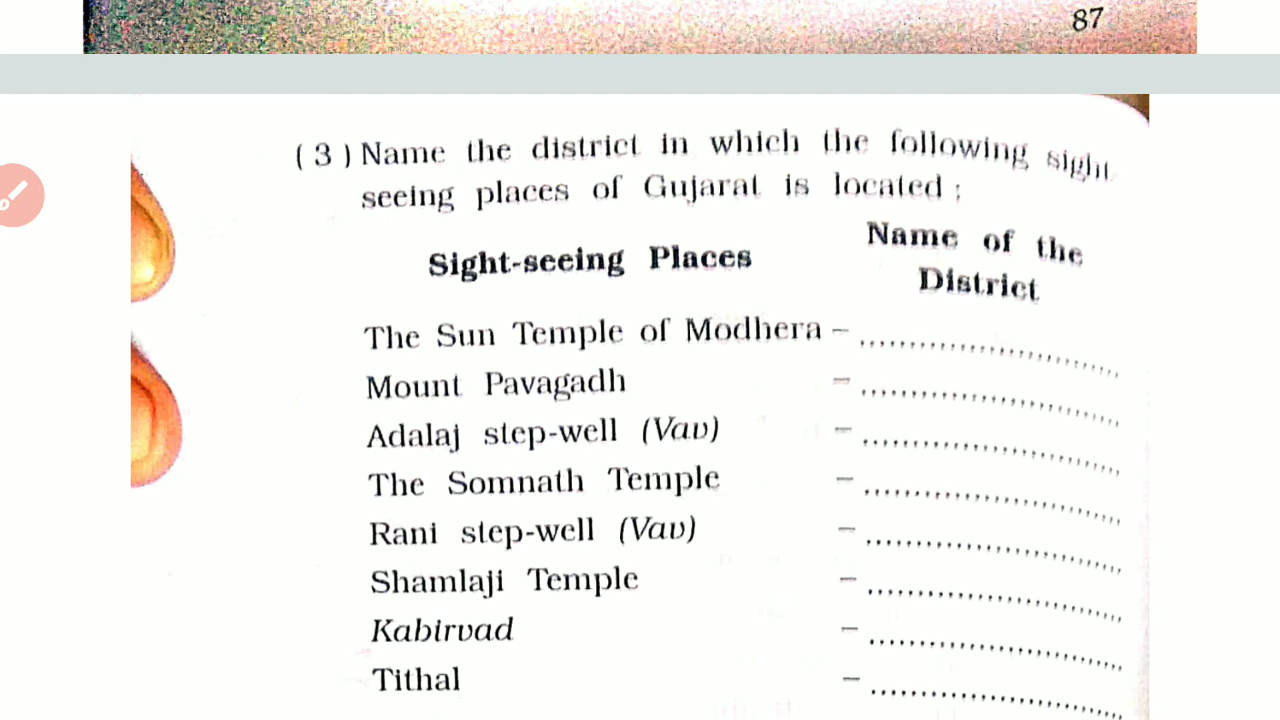 87
( 3 ) Name the district in which the following sight
seeing places of Gujarat is located ;
Sight-seeing Places
Name of the
District
The Sun Temple of Modhera – ..............................
Mount Pavagadh – ..............................
Adalaj step-well (Vav) – ..............................
The Somnath Temple – ..............................
Rani step-well (Vav) – ..............................
Shamlaji Temple – ..............................
Kabirvad – ..............................
Tithal – ..............................